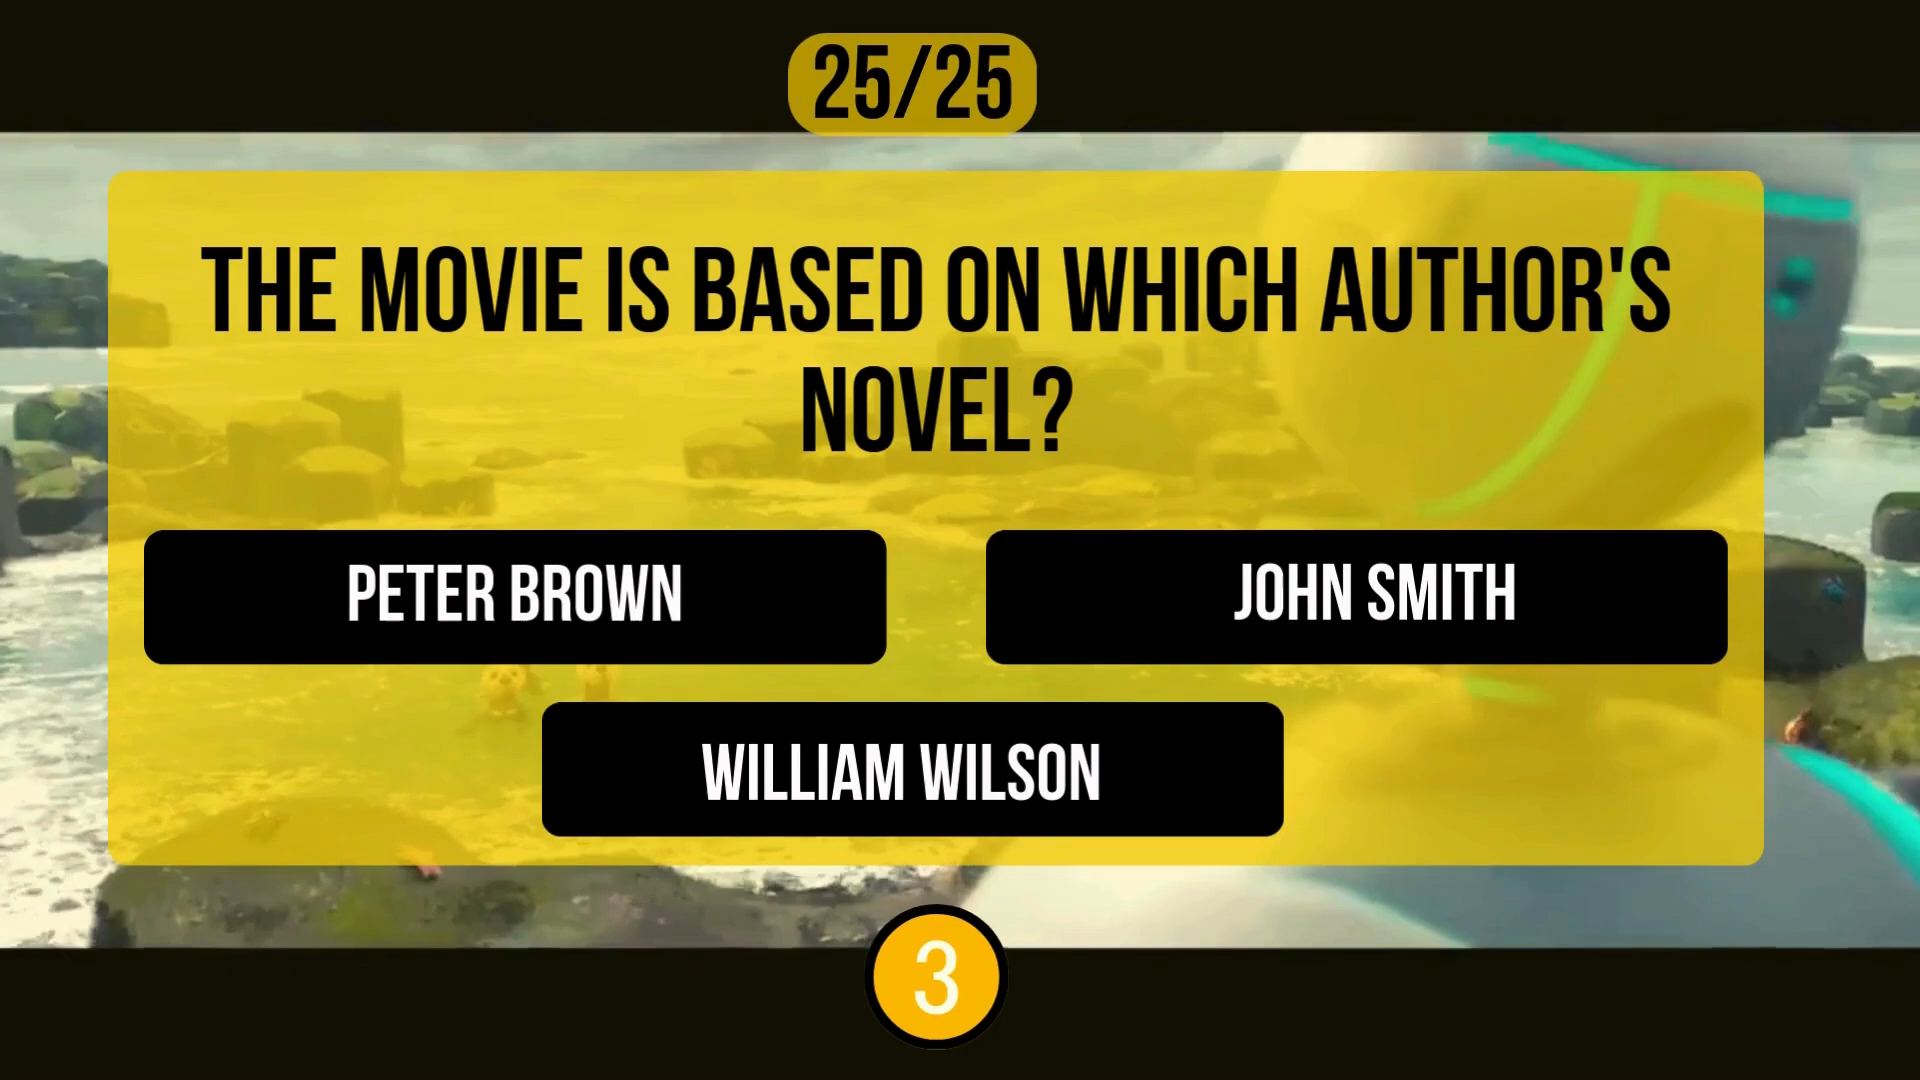 25/25
THE MOVIE IS BASED ON WHICH AUTHOR'S
NOVEL?
PETER BROWN
JOHN SMITH
WILLIAM WILSON
3